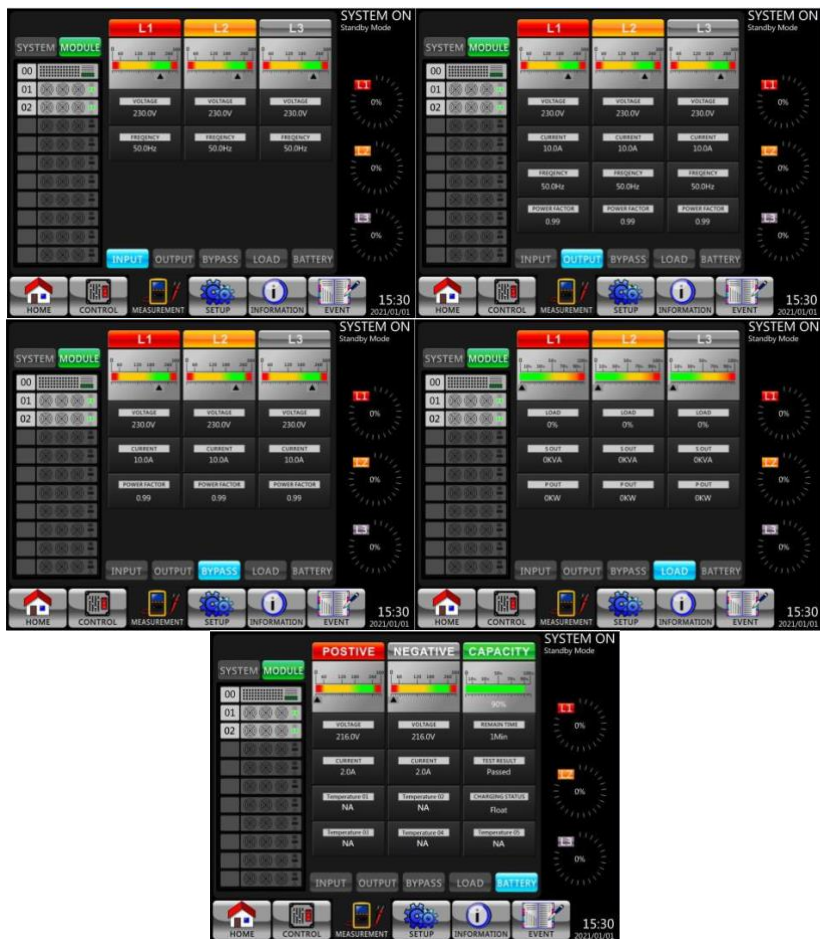 SYSTEM ON
Standby Mode
L1 L2 L3
SYSTEM MODULE
00
01
02
VOLTAGE VOLTAGE VOLTAGE
230.0V 230.0V 230.0V
FREQENCY FREQENCY FREQENCY
50.0Hz 50.0Hz 50.0Hz
L1
0%
L2
0%
L3
0%
INPUT OUTPUT BYPASS LOAD BATTERY
HOME CONTROL MEASUREMENT SETUP INFORMATION EVENT
15:30
2021/01/01
SYSTEM ON
Standby Mode
L1 L2 L3
SYSTEM MODULE
00
01
02
VOLTAGE VOLTAGE VOLTAGE
230.0V 230.0V 230.0V
CURRENT CURRENT CURRENT
10.0A 10.0A 10.0A
FREQENCY FREQENCY FREQENCY
50.0Hz 50.0Hz 50.0Hz
POWER FACTOR POWER FACTOR POWER FACTOR
0.99 0.99 0.99
L1
0%
L2
0%
L3
0%
INPUT OUTPUT BYPASS LOAD BATTERY
HOME CONTROL MEASUREMENT SETUP INFORMATION EVENT
15:30
2021/01/01
SYSTEM ON
Standby Mode
L1 L2 L3
SYSTEM MODULE
00
01
02
VOLTAGE VOLTAGE VOLTAGE
230.0V 230.0V 230.0V
CURRENT CURRENT CURRENT
10.0A 10.0A 10.0A
POWER FACTOR POWER FACTOR POWER FACTOR
0.99 0.99 0.99
L1
0%
L2
0%
L3
0%
INPUT OUTPUT BYPASS LOAD BATTERY
HOME CONTROL MEASUREMENT SETUP INFORMATION EVENT
15:30
2021/01/01
SYSTEM ON
Standby Mode
L1 L2 L3
SYSTEM MODULE
00
01
02
LOAD LOAD LOAD
0% 0% 0%
S OUT S OUT S OUT
0KVA 0KVA 0KVA
P OUT P OUT P OUT
0KW 0KW 0KW
L1
0%
L2
0%
L3
0%
INPUT OUTPUT BYPASS LOAD BATTERY
HOME CONTROL MEASUREMENT SETUP INFORMATION EVENT
15:30
2021/01/01
SYSTEM ON
Standby Mode
POSTIVE NEGATIVE CAPACITY
SYSTEM MODULE
00
01
02
90%
VOLTAGE VOLTAGE REMAIN TIME
216.0V 216.0V 1Min
CURRENT CURRENT TEST RESULT
2.0A 2.0A Passed
Temperature 01 Temperature 02 CHARGING STATUS
NA NA Float
Temperature 03 Temperature 04 Temperature 05
NA NA NA
L1
0%
L2
0%
L3
0%
INPUT OUTPUT BYPASS LOAD BATTERY
HOME CONTROL MEASUREMENT SETUP INFORMATION EVENT
15:30
2021/01/01